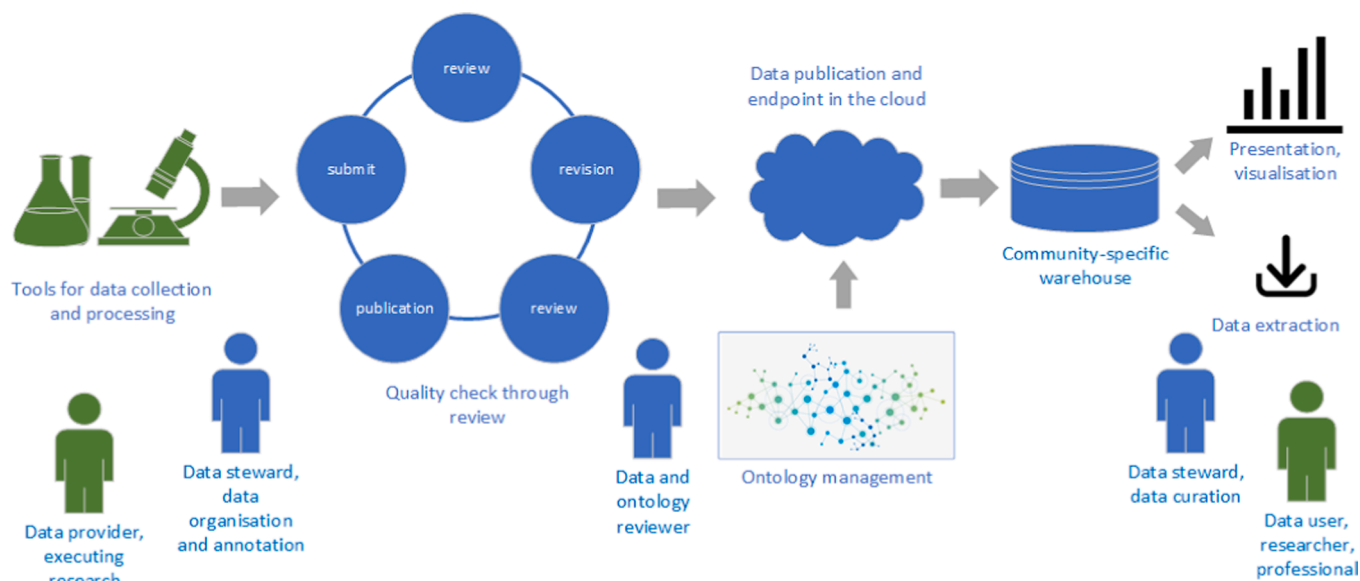 review
submit
revision
publication
review
Data publication and
endpoint in the cloud
Presentation,
visualisation
Community-specific
warehouse
Tools for data collection
and processing
Data extraction
Quality check through
review
Ontology management
Data provider,
executing
research
Data steward,
data
organisation
and annotation
Data and
ontology
reviewer
Data steward,
data curation
Data user,
researcher,
professional